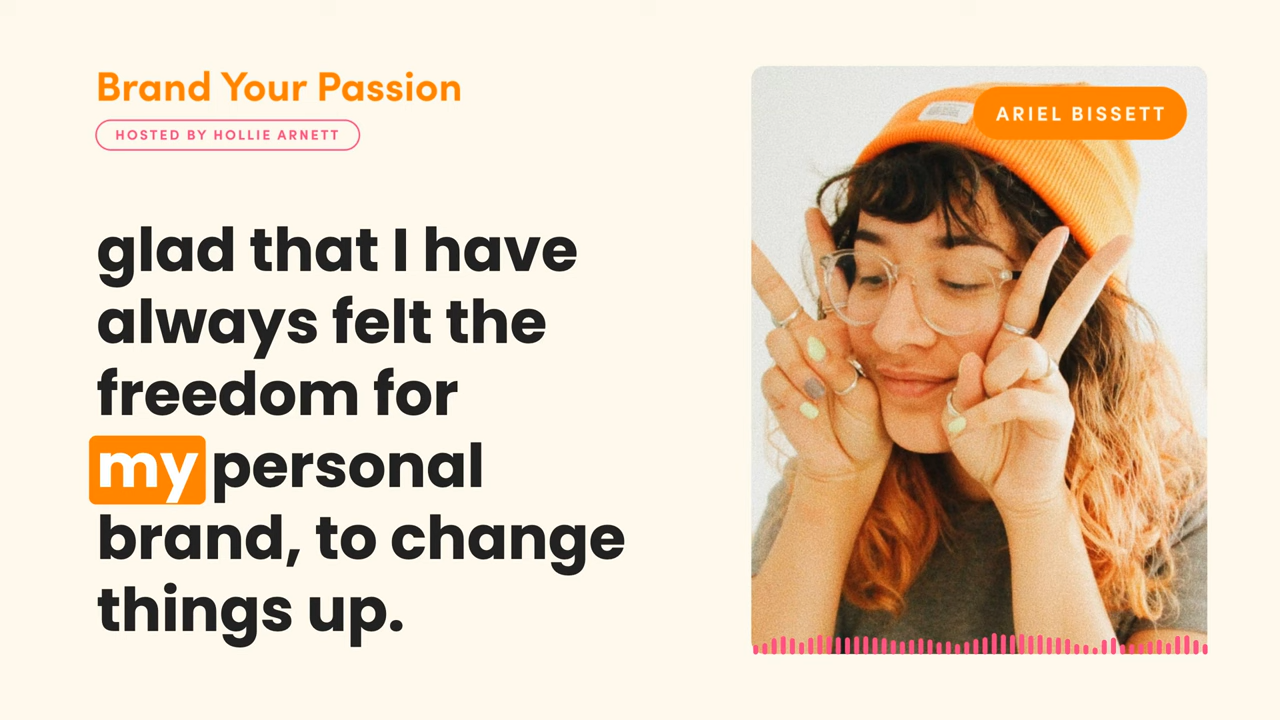 Brand Your Passion
HOSTED BY HOLLIE ARNETT
ARIEL BISSETT
glad that I have
always felt the
freedom for
my personal
brand, to change
things up.